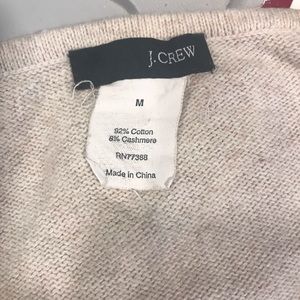 J.CREW
M
92% Cotton
8% Cashmere
RN77388
Made in China